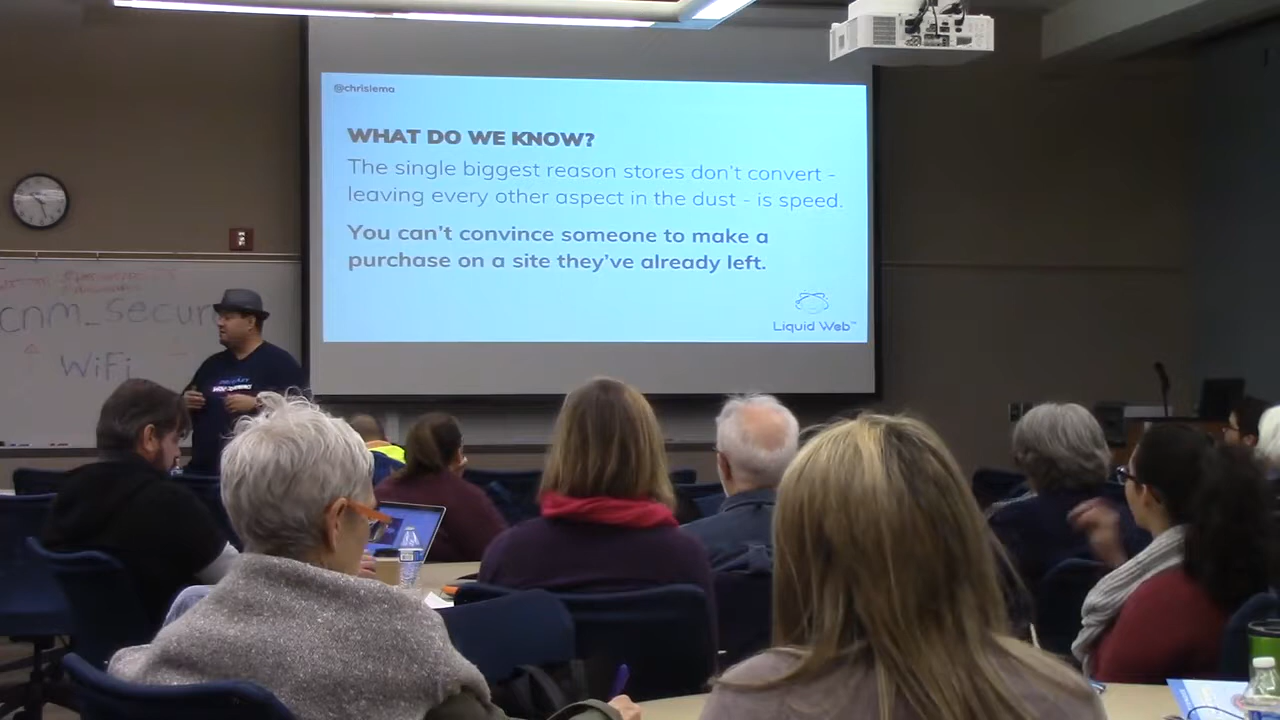 @chrislema
WHAT DO WE KNOW?
The single biggest reason stores don't convert -
leaving every other aspect in the dust - is speed.
You can't convince someone to make a
purchase on a site they've already left.
Liquid Web™
cnm_secur
WiFi